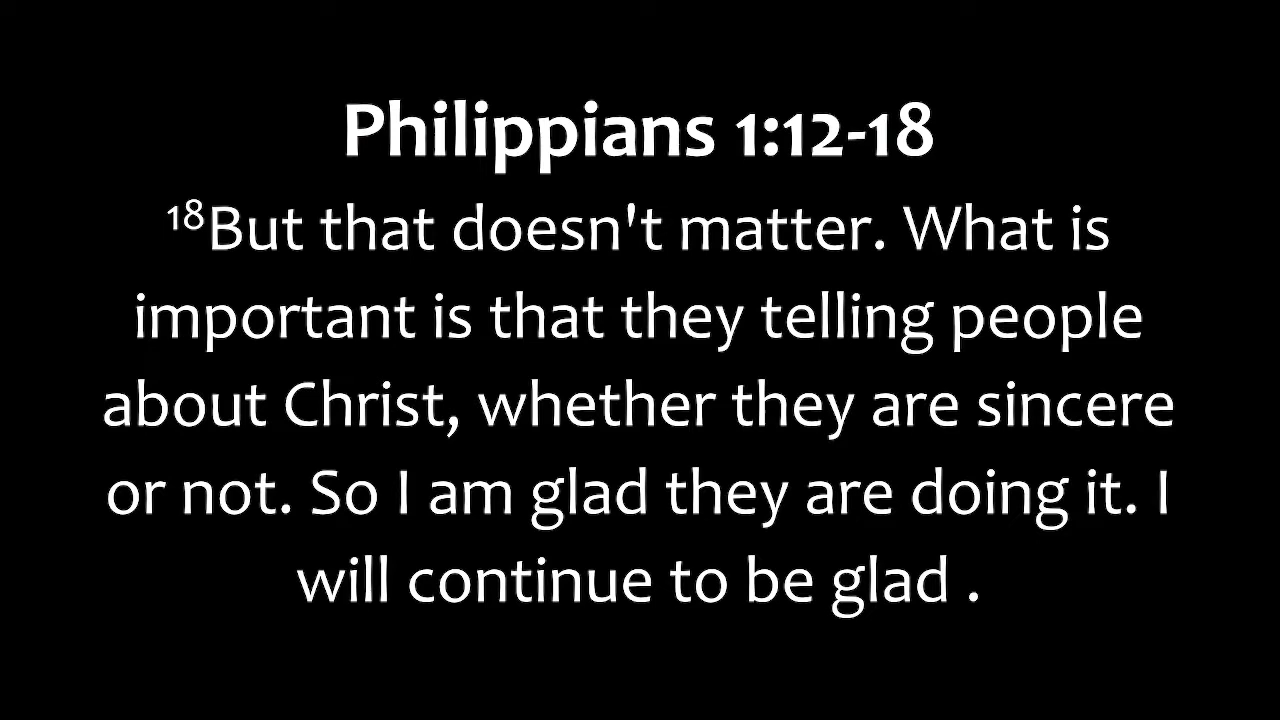 Philippians 1:12-18
18But that doesn't matter. What is
important is that they telling people
about Christ, whether they are sincere
or not. So I am glad they are doing it. I
will continue to be glad .